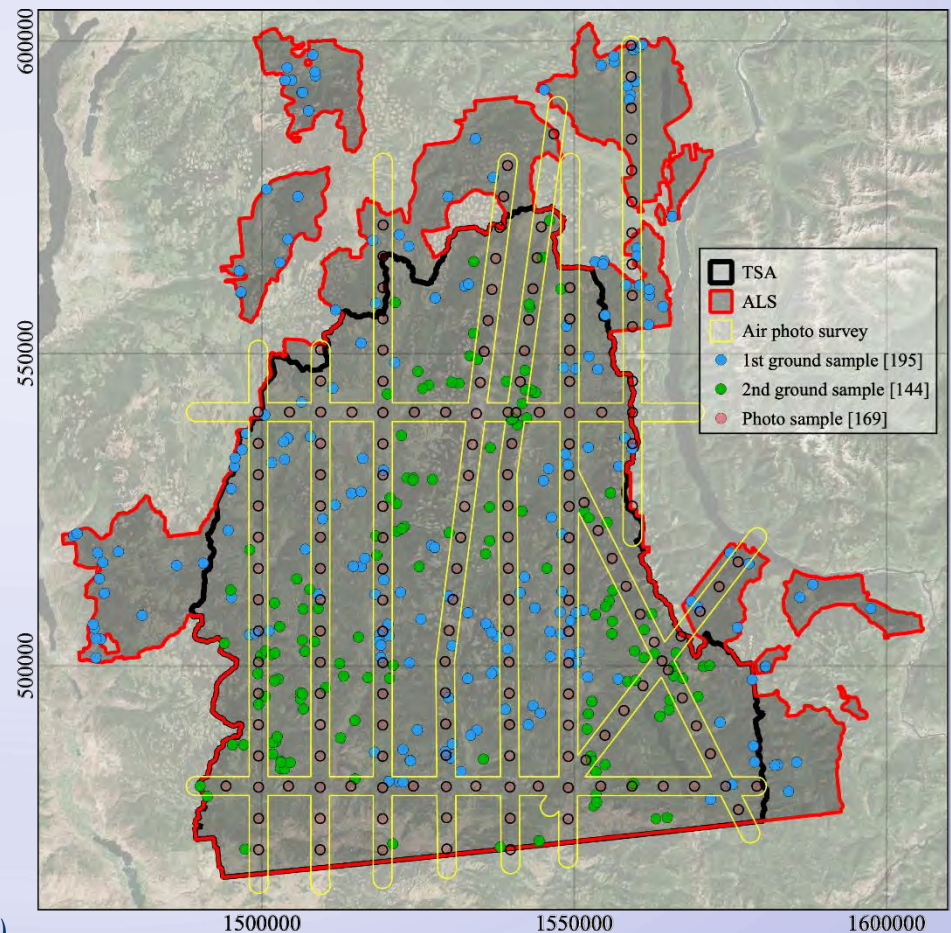 600000
550000
500000
TSA
ALS
Air photo survey
1st ground sample [195]
2nd ground sample [144]
Photo sample [169]
1500000
1550000
1600000
)